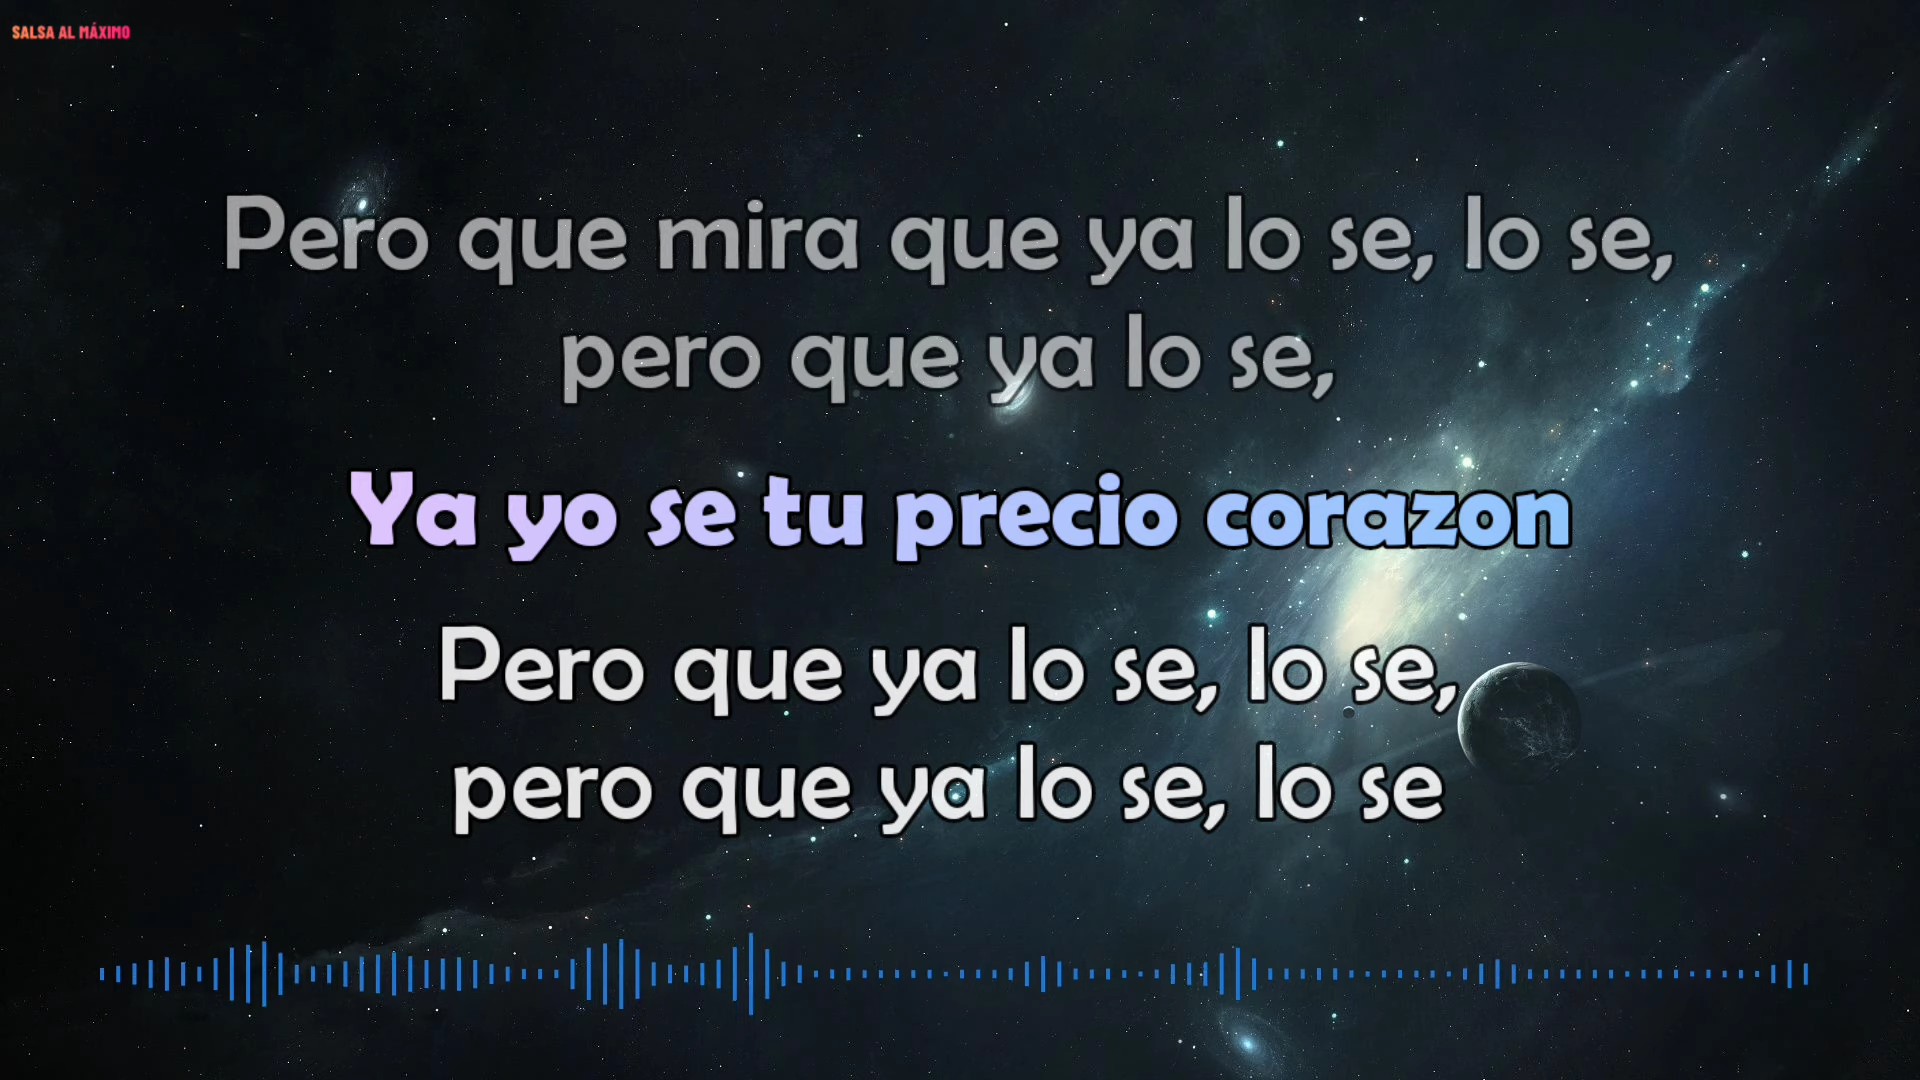 SALSA AL MÁXIMO
Pero que mira que ya lo se, lo se,
pero que ya lo se,
Ya yo se tu precio corazon
Pero que ya lo se, lo se,
pero que ya lo se, lo se